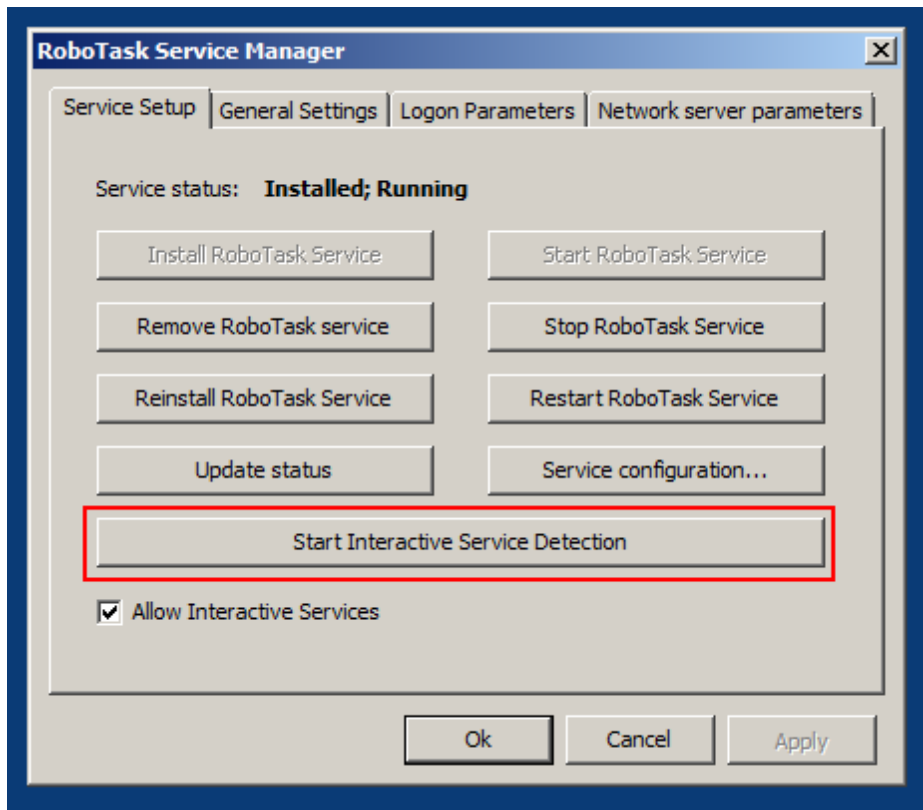 RoboTask Service Manager
Service Setup General Settings Logon Parameters Network server parameters
Service status: Installed; Running
Install RoboTask Service Start RoboTask Service
Remove RoboTask service Stop RoboTask Service
Reinstall RoboTask Service Restart RoboTask Service
Update status Service configuration...
Start Interactive Service Detection
Allow Interactive Services
Ok Cancel Apply